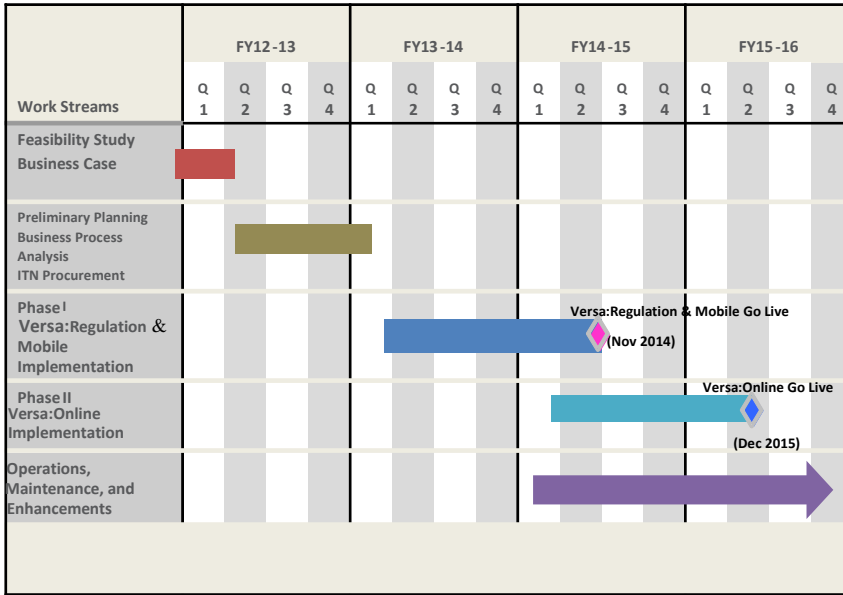 FY12-13 FY13-14 FY14-15 FY15-16
Work Streams
Q Q Q Q Q Q Q Q Q Q Q Q Q Q Q Q
1 2 3 4 1 2 3 4 1 2 3 4 1 2 3 4
Feasibility Study
Business Case
Preliminary Planning
Business Process
Analysis
ITN Procurement
Phase I
Versa:Regulation &
Mobile
Implementation
Versa:Regulation & Mobile Go Live
(Nov 2014)
Phase II
Versa:Online
Implementation
Versa:Online Go Live
(Dec 2015)
Operations,
Maintenance, and
Enhancements